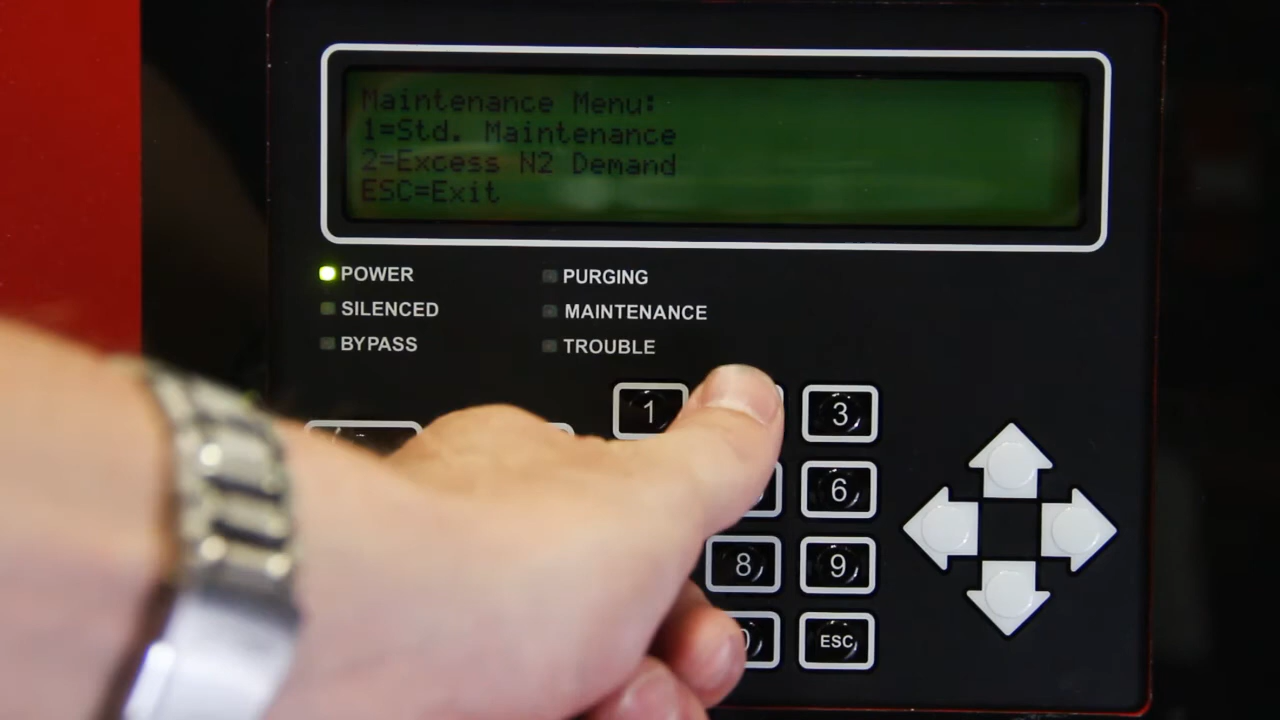 Maintenance Menu:
1=Std. Maintenance
2=Excess N2 Demand
ESC=Exit
POWER
PURGING
SILENCED
MAINTENANCE
BYPASS
TROUBLE
1
3
6
8
9
ESC